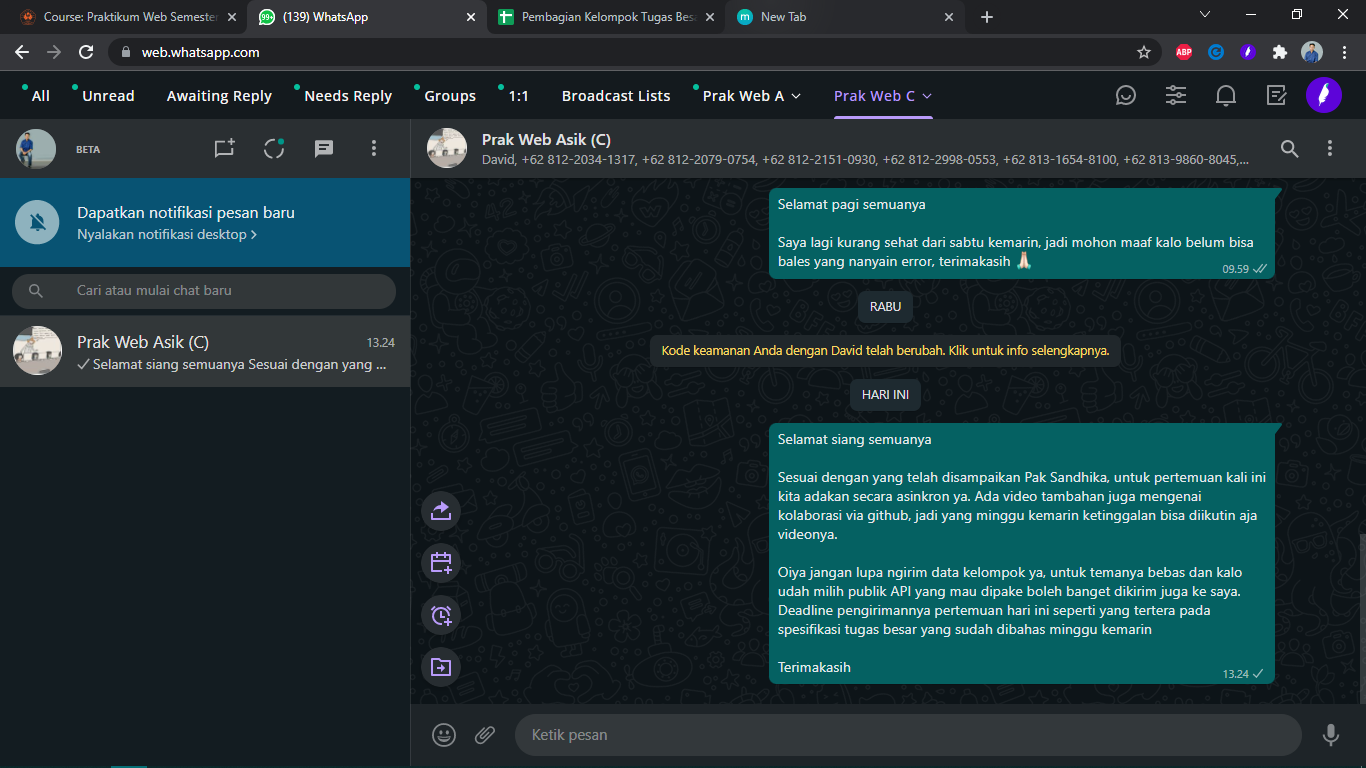 Course: Praktikum Web Semester
(139) WhatsApp
Pembagian Kelompok Tugas Besa
New Tab
web.whatsapp.com
ABP
All
Unread
Awaiting Reply
Needs Reply
Groups
1:1
Broadcast Lists
Prak Web A
Prak Web C
BETA
Prak Web Asik (C)
David, +62 812-2034-1317, +62 812-2079-0754, +62 812-2151-0930, +62 812-2998-0553, +62 813-1654-8100, +62 813-9860-8045,...
Dapatkan notifikasi pesan baru
Nyalakan notifikasi desktop >
Cari atau mulai chat baru
Prak Web Asik (C)
13.24
Selamat siang semuanya Sesuai dengan yang ...
Selamat pagi semuanya
Saya lagi kurang sehat dari sabtu kemarin, jadi mohon maaf kalo belum bisa
bales yang nanyain error, terimakasih 🙏🏻
09.59
RABU
Kode keamanan Anda dengan David telah berubah. Klik untuk info selengkapnya.
HARI INI
Selamat siang semuanya
Sesuai dengan yang telah disampaikan Pak Sandhika, untuk pertemuan kali ini
kita adakan secara asinkron ya. Ada video tambahan juga mengenai
kolaborasi via github, jadi yang minggu kemarin ketinggalan bisa diikutin aja
videonya.
Oiya jangan lupa ngirim data kelompok ya, untuk temanya bebas dan kalo
udah milih publik API yang mau dipake boleh banget dikirim juga ke saya.
Deadline pengirimannya pertemuan hari ini seperti yang tertera pada
spesifikasi tugas besar yang sudah dibahas minggu kemarin
Terimakasih
13.24
Ketik pesan